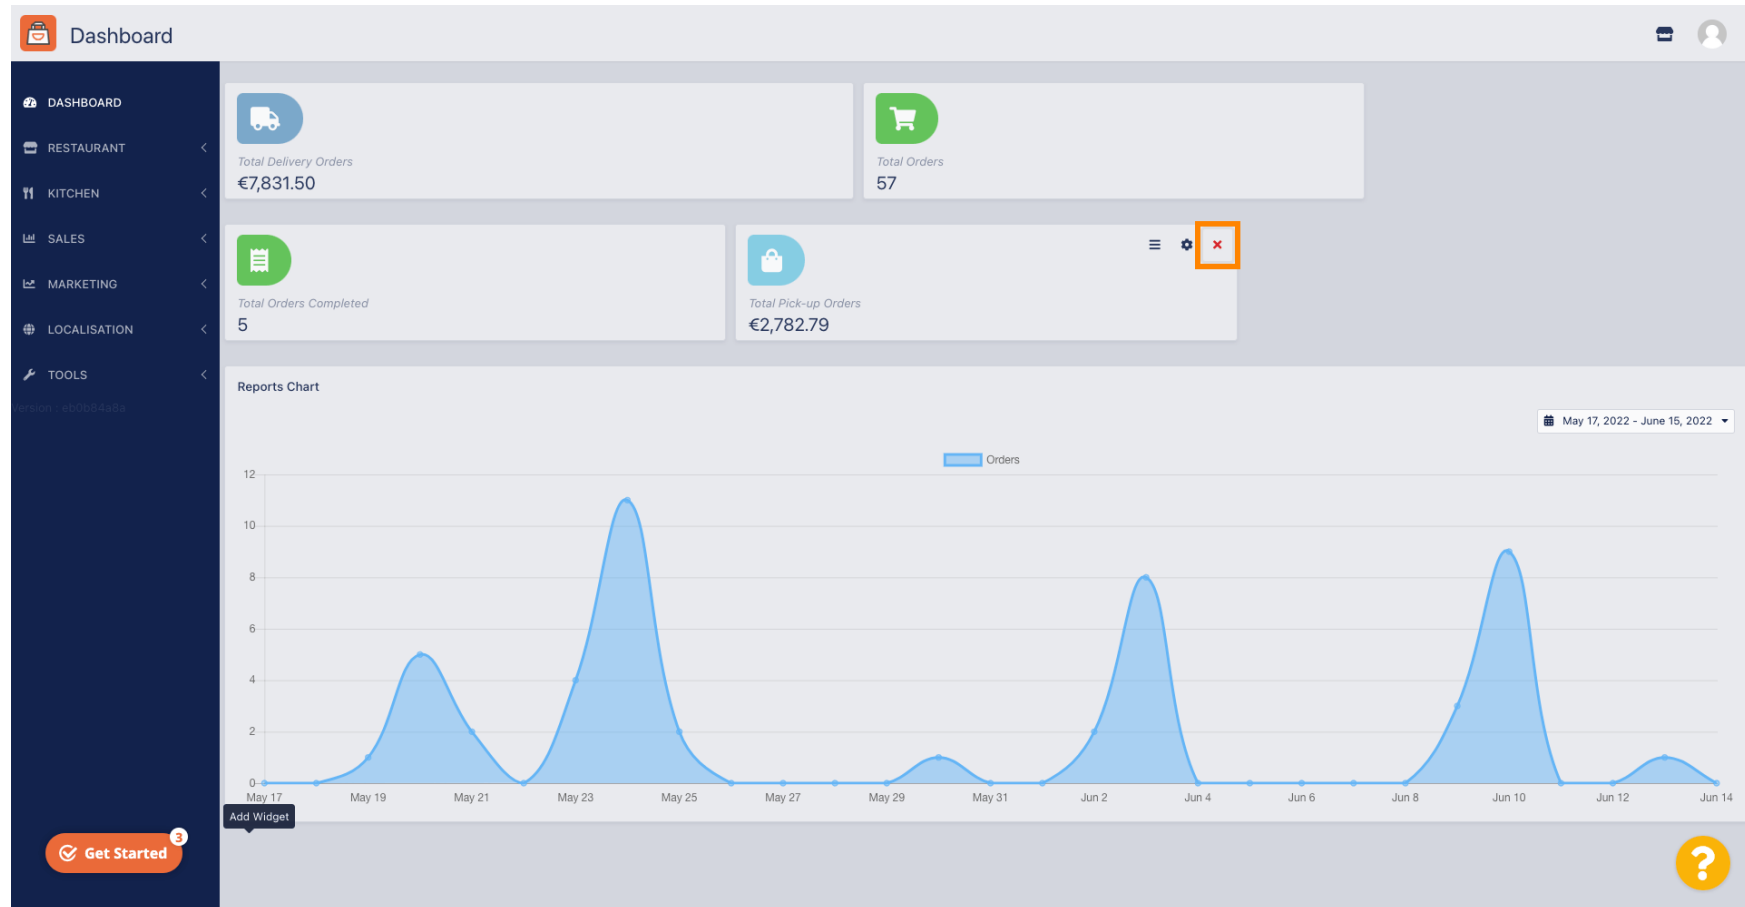 Dashboard
DASHBOARD
RESTAURANT
KITCHEN
SALES
MARKETING
LOCALISATION
TOOLS
Version : eb0b84a8a
Total Delivery Orders
€7,831.50
Total Orders
57
Total Orders Completed
5
Total Pick-up Orders
€2,782.79
Reports Chart
May 17, 2022 - June 15, 2022
Orders
12
10
8
6
4
2
0
May 17 May 19 May 21 May 23 May 25 May 27 May 29 May 31 Jun 2 Jun 4 Jun 6 Jun 8 Jun 10 Jun 12 Jun 14
Add Widget
Get Started
3
?